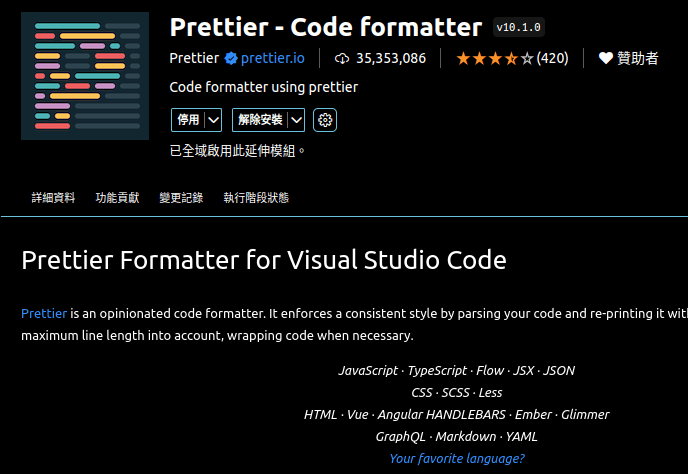 Prettier - Code formatter v10.1.0
Prettier prettier.io 35,353,086 (420) 贊助者
Code formatter using prettier
停用 解除安裝
已全域啟用此延伸模組。
詳細資料 功能貢獻 變更記錄 執行階段狀態
Prettier Formatter for Visual Studio Code
Prettier is an opinionated code formatter. It enforces a consistent style by parsing your code and re-printing it
maximum line length into account, wrapping code when necessary.
JavaScript · TypeScript · Flow · JSX · JSON
CSS · SCSS · Less
HTML · Vue · Angular HANDLEBARS · Ember · Glimmer
GraphQL · Markdown · YAML
Your favorite language?